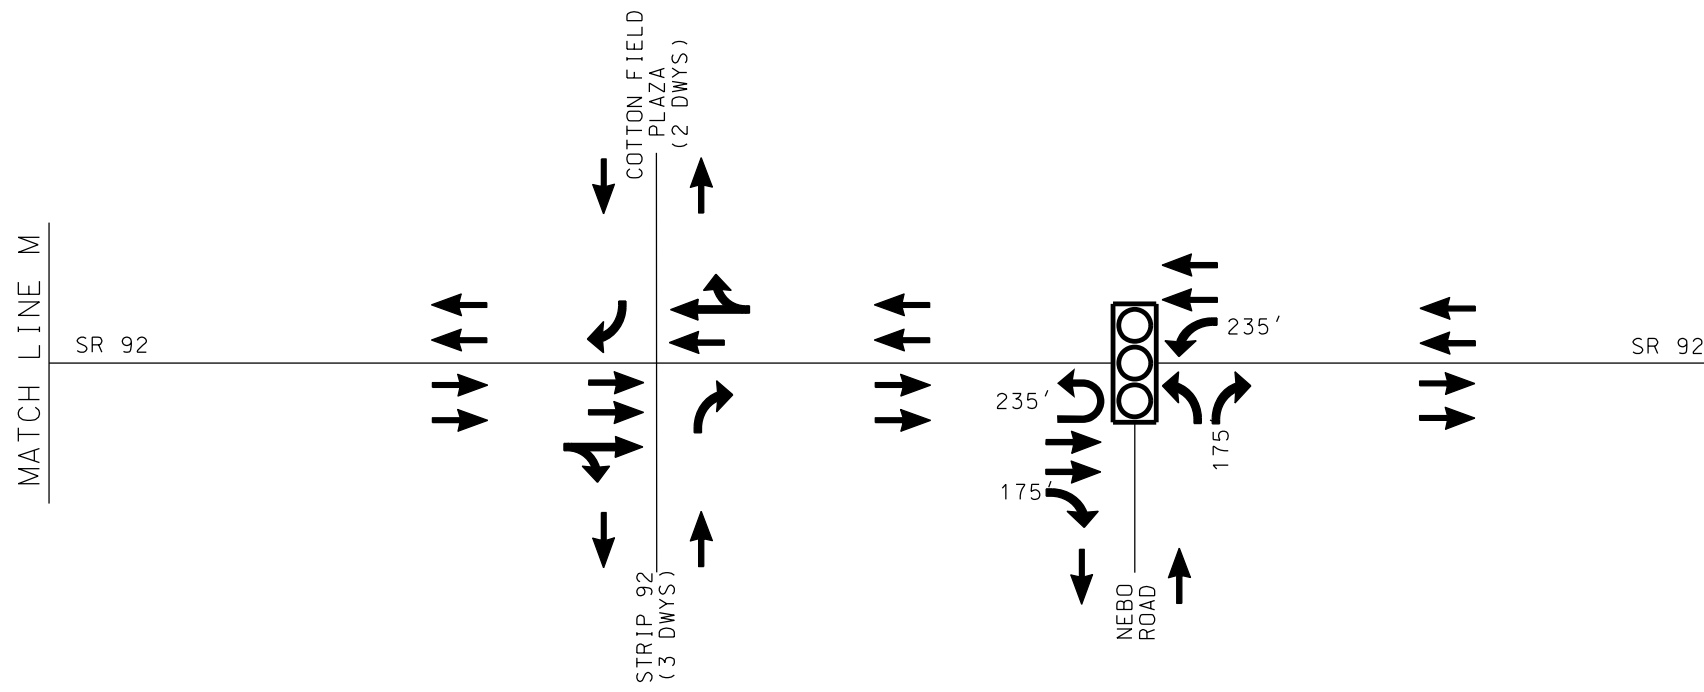 MATCH LINE M
SR 92
COTTON FIELD
PLAZA
(2 DWYS)
STRIP 92
(3 DWYS)
235'
235'
175'
175'
NEBO
ROAD
SR 92